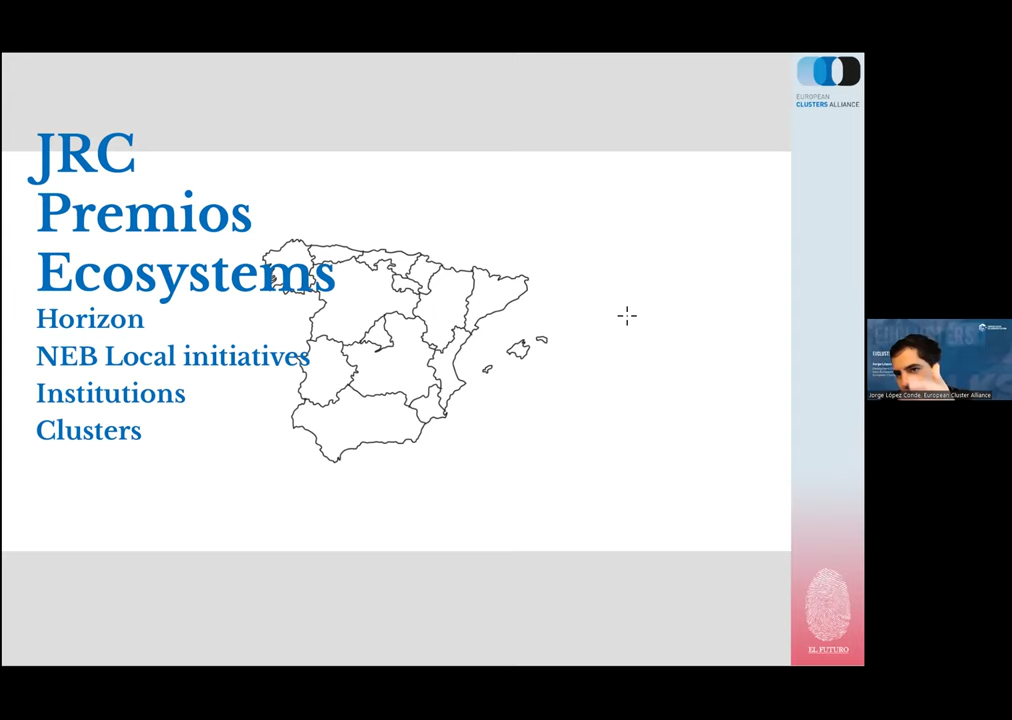 JRC
Premios
Ecosystems
Horizon
NEB Local initiatives
Institutions
Clusters
EUROPEAN
CLUSTERS ALLIANCE
EL FUTURO
Jorge López Conde. European Cluster Alliance